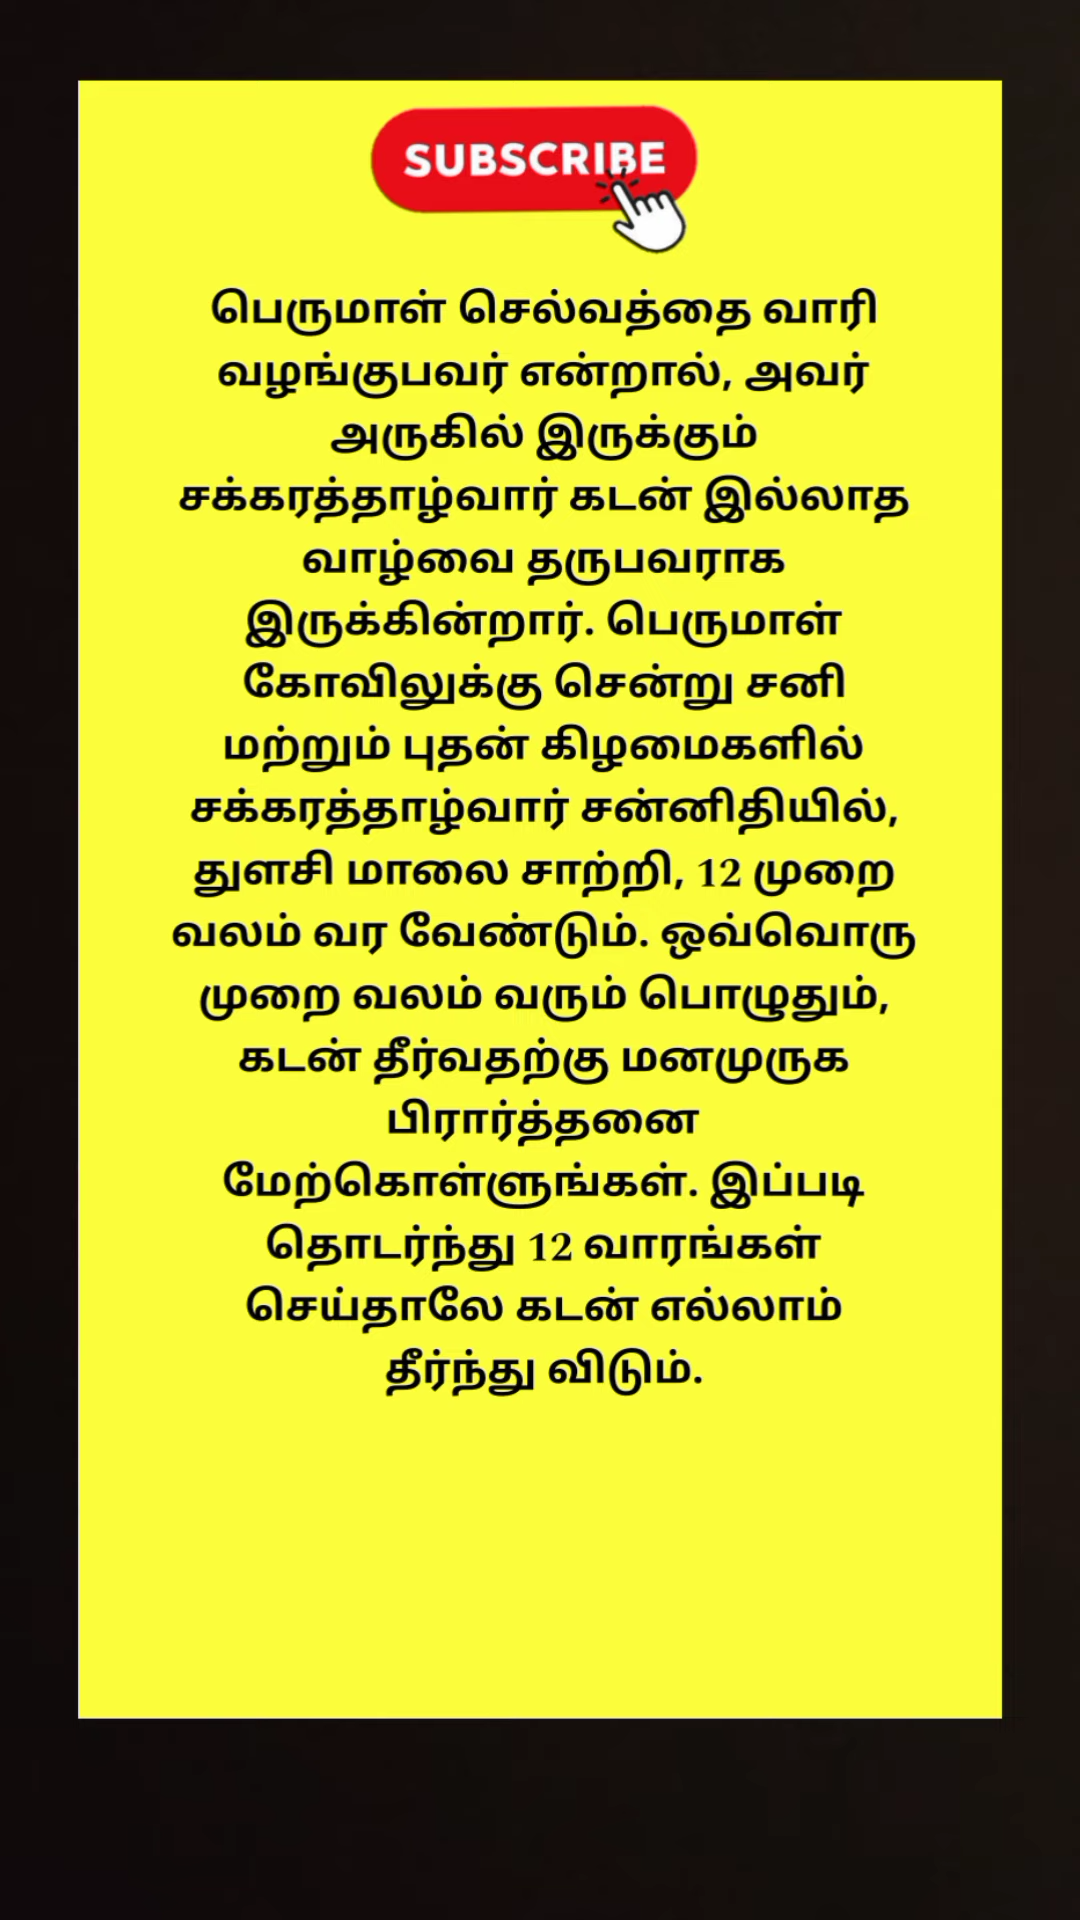 SUBSCRIBE
பெருமாள் செல்வத்தை வாரி
வழங்குபவர் என்றால், அவர்
அருகில் இருக்கும்
சக்கரத்தாழ்வார் கடன் இல்லாத
வாழ்வை தருபவராக
இருக்கின்றார். பெருமாள்
கோவிலுக்கு சென்று சனி
மற்றும் புதன் கிழமைகளில்
சக்கரத்தாழ்வார் சன்னிதியில்,
துளசி மாலை சாற்றி, 12 முறை
வலம் வர வேண்டும். ஒவ்வொரு
முறை வலம் வரும் பொழுதும்,
கடன் தீர்வதற்கு மனமுருக
பிரார்த்தனை
மேற்கொள்ளுங்கள். இப்படி
தொடர்ந்து 12 வாரங்கள்
செய்தாலே கடன் எல்லாம்
தீர்ந்து விடும்.